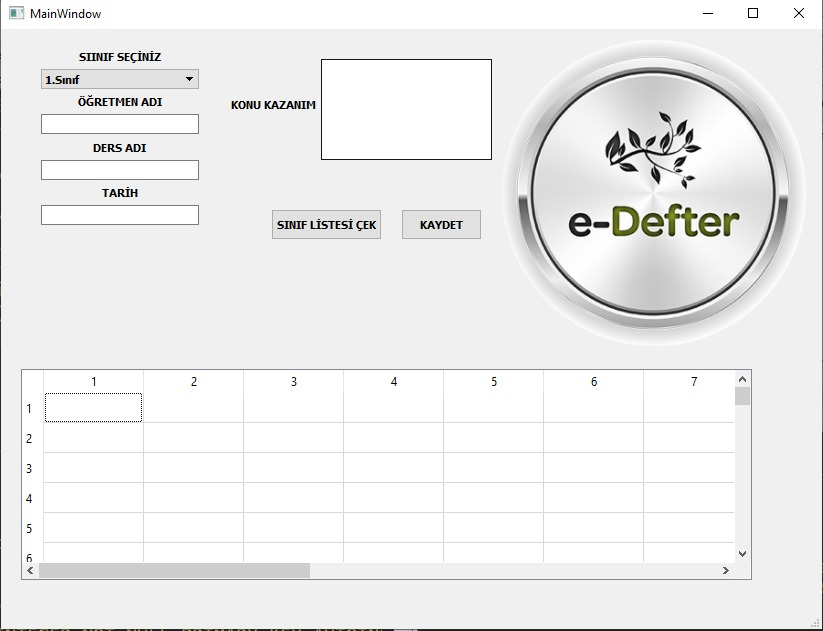 MainWindow
SIINIF SEÇİNİZ
1.Sınıf
ÖĞRETMEN ADI
DERS ADI
TARİH
KONU KAZANIM
SINIF LİSTESİ ÇEK
KAYDET
e-Defter
1 2 3 4 5 6 7
1
2
3
4
5
6